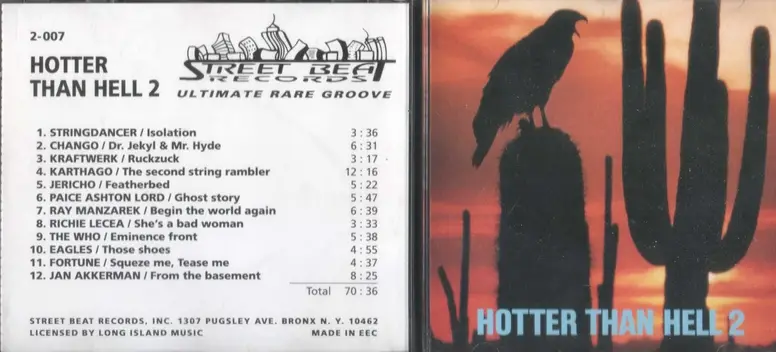 2-007
HOTTER
THAN HELL 2
STREET BEAT
RECORDS
ULTIMATE RARE GROOVE
1. STRINGDANCER / Isolation 3 : 36
2. CHANGO / Dr. Jekyl & Mr. Hyde 6 : 31
3. KRAFTWERK / Ruckzuck 3 : 17
4. KARTHAGO / The second string rambler 12 : 16
5. JERICHO / Featherbed 5 : 22
6. PAICE ASHTON LORD / Ghost story 5 : 47
7. RAY MANZAREK / Begin the world again 6 : 39
8. RICHIE LECEA / She's a bad woman 3 : 33
9. THE WHO / Eminence front 5 : 38
10. EAGLES / Those shoes 4 : 55
11. FORTUNE / Squeze me, Tease me 4 : 37
12. JAN AKKERMAN / From the basement 8 : 25
Total 70 : 36
STREET BEAT RECORDS, INC. 1307 PUGSLEY AVE. BRONX N. Y. 10462
LICENSED BY LONG ISLAND MUSIC MADE IN EEC
HOTTER THAN HELL 2